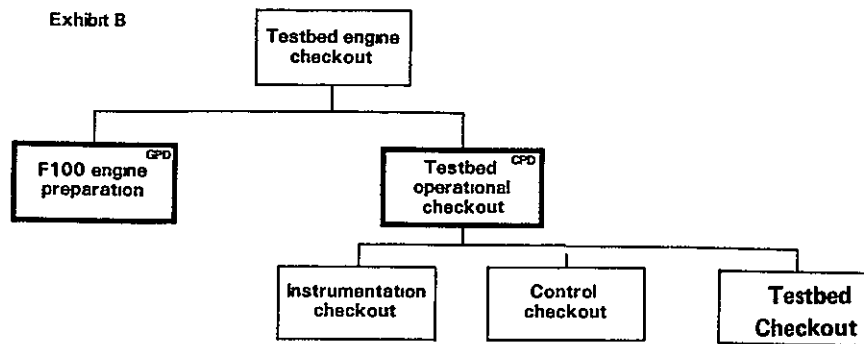 Exhibit B
Testbed engine
checkout
GPD
F100 engine
preparation
CPD
Testbed
operational
checkout
Instrumentation
checkout
Control
checkout
Testbed
Checkout